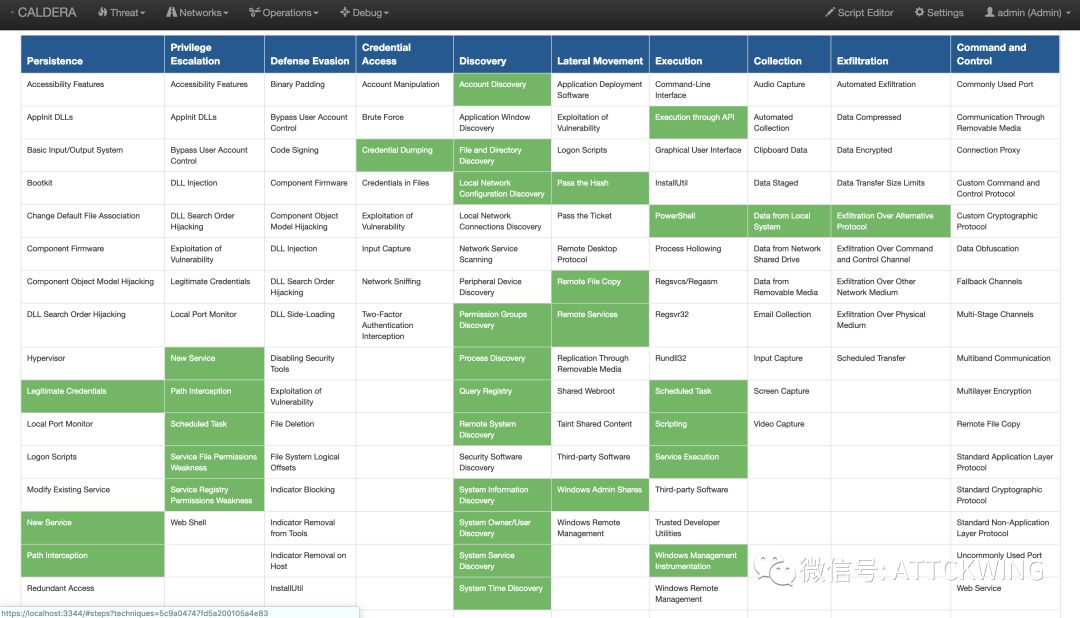 CALDERA Threat Networks Operations Debug Script Editor Settings admin (Admin)
Persistence
Privilege
Escalation
Defense Evasion
Credential
Access
Discovery
Lateral Movement
Execution
Collection
Exfiltration
Command and
Control
Accessibility Features
Accessibility Features
Binary Padding
Account Manipulation
Account Discovery
Application Deployment
Software
Command-Line
Interface
Audio Capture
Automated Exfiltration
Commonly Used Port
AppInit DLLs
AppInit DLLs
Bypass User Account
Control
Brute Force
Application Window
Discovery
Exploitation of
Vulnerability
Execution through API
Automated
Collection
Data Compressed
Communication Through
Removable Media
Basic Input/Output System
Bypass User Account
Control
Code Signing
Credential Dumping
File and Directory
Discovery
Logon Scripts
Graphical User Interface
Clipboard Data
Data Encrypted
Connection Proxy
Bootkit
DLL Injection
Component Firmware
Credentials in Files
Local Network
Configuration Discovery
Pass the Hash
InstallUtil
Data Staged
Data Transfer Size Limits
Custom Command and
Control Protocol
Change Default File Association
DLL Search Order
Hijacking
Component Object
Model Hijacking
Exploitation of
Vulnerability
Local Network
Connections Discovery
Pass the Ticket
PowerShell
Data from Local
System
Exfiltration Over Alternative
Protocol
Custom Cryptographic
Protocol
Component Firmware
Exploitation of
Vulnerability
DLL Injection
Input Capture
Network Service
Scanning
Remote Desktop
Protocol
Process Hollowing
Data from Network
Shared Drive
Exfiltration Over Command
and Control Channel
Data Obfuscation
Component Object Model Hijacking
Legitimate Credentials
DLL Search Order
Hijacking
Network Sniffing
Peripheral Device
Discovery
Remote File Copy
Regsvcs/Regasm
Data from
Removable Media
Exfiltration Over Other
Network Medium
Fallback Channels
DLL Search Order Hijacking
Local Port Monitor
DLL Side-Loading
Two-Factor
Authentication
Interception
Permission Groups
Discovery
Remote Services
Regsvr32
Email Collection
Exfiltration Over Physical
Medium
Multi-Stage Channels
Hypervisor
New Service
Disabling Security
Tools
Process Discovery
Replication Through
Removable Media
Rundll32
Input Capture
Scheduled Transfer
Multiband Communication
Legitimate Credentials
Path Interception
Exploitation of
Vulnerability
Query Registry
Shared Webroot
Scheduled Task
Screen Capture
Multilayer Encryption
Local Port Monitor
Scheduled Task
File Deletion
Remote System
Discovery
Taint Shared Content
Scripting
Video Capture
Remote File Copy
Logon Scripts
Service File Permissions
Weakness
File System Logical
Offsets
Security Software
Discovery
Third-party Software
Service Execution
Standard Application Layer
Protocol
Modify Existing Service
Service Registry
Permissions Weakness
Indicator Blocking
System Information
Discovery
Windows Admin Shares
Third-party Software
Standard Cryptographic
Protocol
New Service
Web Shell
Indicator Removal
from Tools
System Owner/User
Discovery
Windows Remote
Management
Trusted Developer
Utilities
Standard Non-Application
Layer Protocol
Path Interception
Indicator Removal on
Host
System Service
Discovery
Windows Management
Instrumentation
Uncommonly Used Port
微信号: ATTCKWING
Redundant Access
InstallUtil
System Time Discovery
Windows Remote
Management
Web Service
https://localhost:3344/#steps?techniques=5c9a04747fd5a200105a4e83